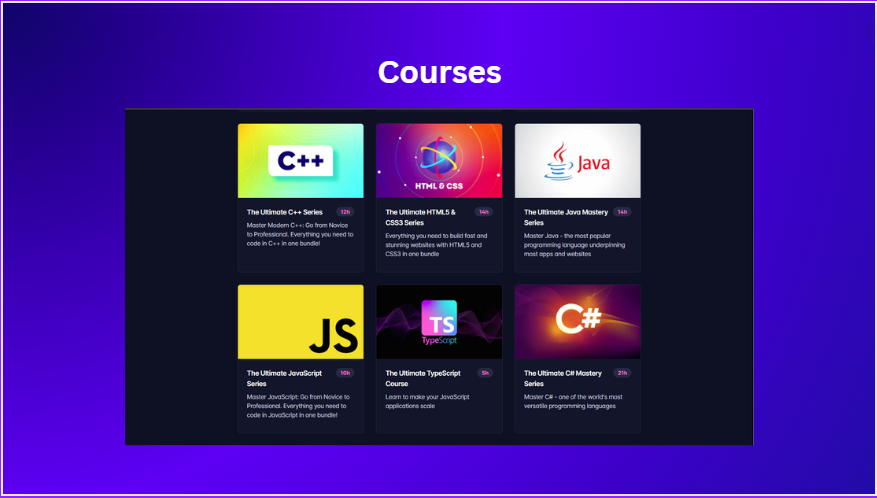 Courses
C++
HTML & CSS
Java
The Ultimate C++ Series
12h
Master Modern C++: Go from Novice
to Professional. Everything you need to
code in C++ in one bundle!
The Ultimate HTML5 &
14h
CSS3 Series
Everything you need to build fast and
stunning websites with HTML5 and
CSS3 in one bundle
The Ultimate Java Mastery
14h
Series
Master Java - the most popular
programming language underpinning
most apps and websites
JS
TS
TypeScript
C#
The Ultimate JavaScript
16h
Series
Master JavaScript: Go from Novice to
Professional. Everything you need to
code in JavaScript in one bundle!
The Ultimate TypeScript
5h
Course
Learn to make your JavaScript
applications scale
The Ultimate C# Mastery
21h
Series
Master C# - one of the world's most
versatile programming languages